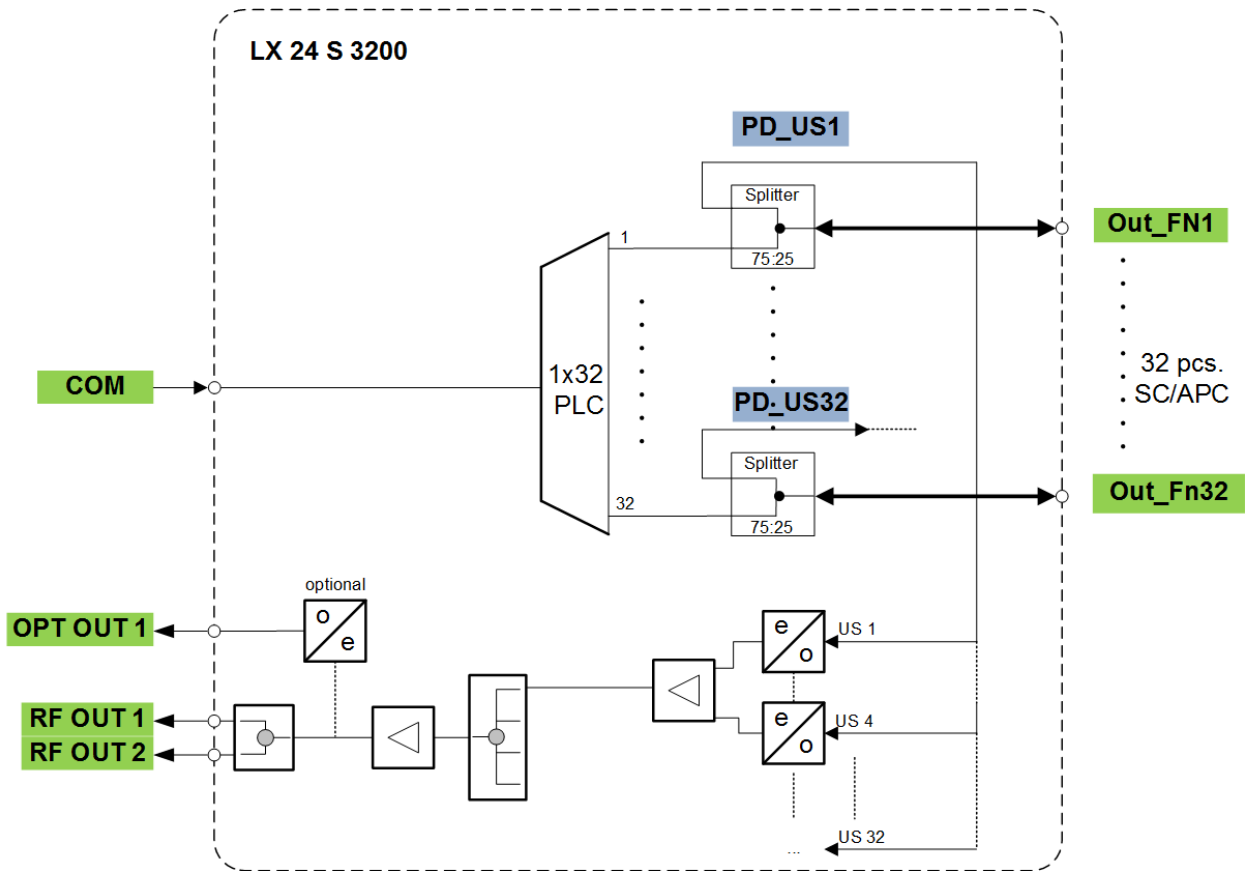 LX 24 S 3200
PD_US1
Splitter
75:25
Out_FN1
1
COM
1x32
PLC
32 pcs.
SC/APC
PD_US32
Splitter
75:25
Out_Fn32
32
optional
o
e
OPT OUT 1
e
o
US 1
RF OUT 1
RF OUT 2
e
o
US 4
...
US 32